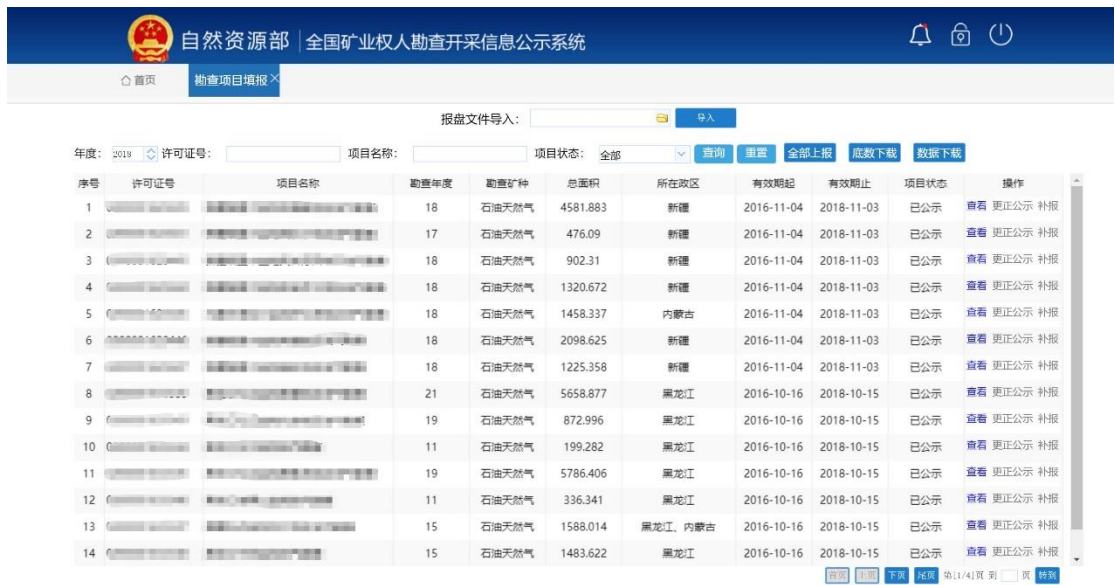 自然资源部 全国矿业权人勘查开采信息公示系统
首页 勘查项目填报
报盘文件导入： 导入
年度： 2018 许可证号： 项目名称： 项目状态： 全部 查询 重置 全部上报 底数下载 数据下载
序号 许可证号 项目名称 勘查年度 勘查矿种 总面积 所在政区 有效期起 有效期止 项目状态 操作
1 18 石油天然气 4581.883 新疆 2016-11-04 2018-11-03 已公示 查看 更正公示 补报
2 17 石油天然气 476.09 新疆 2016-11-04 2018-11-03 已公示 查看 更正公示 补报
3 18 石油天然气 902.31 新疆 2016-11-04 2018-11-03 已公示 查看 更正公示 补报
4 18 石油天然气 1320.672 新疆 2016-11-04 2018-11-03 已公示 查看 更正公示 补报
5 18 石油天然气 1458.337 内蒙古 2016-11-04 2018-11-03 已公示 查看 更正公示 补报
6 18 石油天然气 2098.625 新疆 2016-11-04 2018-11-03 已公示 查看 更正公示 补报
7 18 石油天然气 1225.358 新疆 2016-11-04 2018-11-03 已公示 查看 更正公示 补报
8 21 石油天然气 5658.877 黑龙江 2016-10-16 2018-10-15 已公示 查看 更正公示 补报
9 19 石油天然气 872.996 黑龙江 2016-10-16 2018-10-15 已公示 查看 更正公示 补报
10 11 石油天然气 199.282 黑龙江 2016-10-16 2018-10-15 已公示 查看 更正公示 补报
11 19 石油天然气 5786.406 黑龙江 2016-10-16 2018-10-15 已公示 查看 更正公示 补报
12 11 石油天然气 336.341 黑龙江 2016-10-16 2018-10-15 已公示 查看 更正公示 补报
13 15 石油天然气 1588.014 黑龙江、内蒙古 2016-10-16 2018-10-15 已公示 查看 更正公示 补报
14 15 石油天然气 1483.622 黑龙江 2016-10-16 2018-10-15 已公示 查看 更正公示 补报
首页 上页 下页 尾页 第[1/4]页 到 页 转到